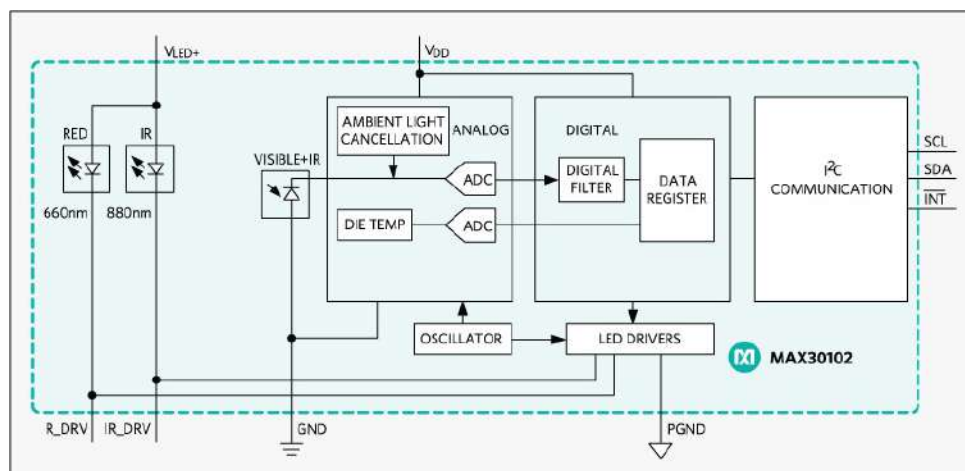 VLED+
VDD
RED
IR
660nm
880nm
VISIBLE+IR
AMBIENT LIGHT
CANCELLATION
ANALOG
ADC
DIE TEMP
ADC
DIGITAL
DIGITAL
FILTER
DATA
REGISTER
I²C
COMMUNICATION
SCL
SDA
INT
OSCILLATOR
LED DRIVERS
MAX30102
R_DRV
IR_DRV
GND
PGND